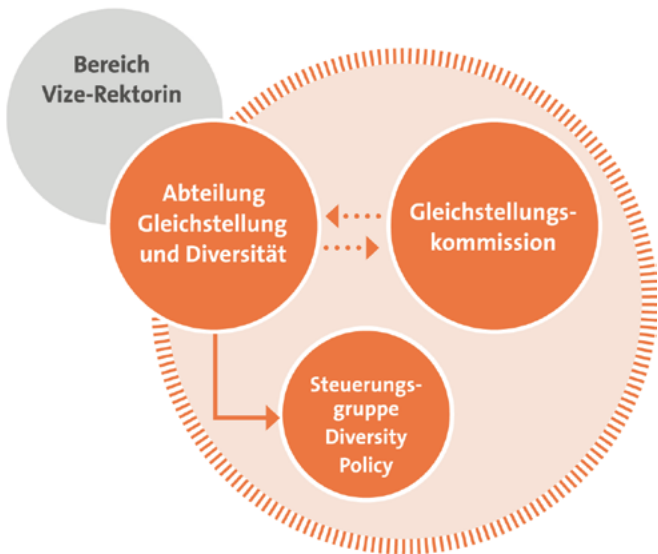 Bereich
Vize-Rektorin
Abteilung
Gleichstellung
und Diversität
Gleichstellungs-
kommission
Steuerungs-
gruppe
Diversity
Policy